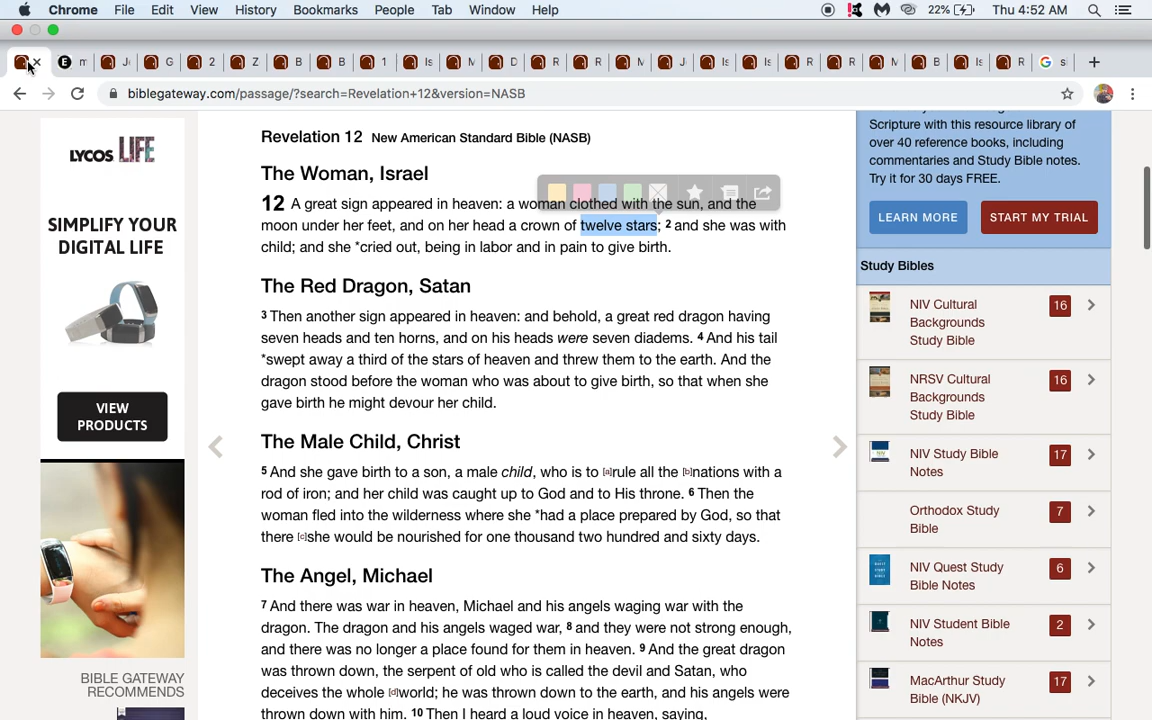 Chrome File Edit View History Bookmarks People Tab Window Help 22% Thu 4:52 AM
E m J G 2 Z B B 1 Is M D R R M J Is Is R R M B Is R G si
biblegateway.com/passage/?search=Revelation+12&version=NASB
LYCOS LIFE
SIMPLIFY YOUR
DIGITAL LIFE
VIEW
PRODUCTS
BIBLE GATEWAY
RECOMMENDS
Revelation 12 New American Standard Bible (NASB)
The Woman, Israel
12 A great sign appeared in heaven: a woman clothed with the sun, and the
moon under her feet, and on her head a crown of twelve stars; 2 and she was with
child; and she *cried out, being in labor and in pain to give birth.
The Red Dragon, Satan
3 Then another sign appeared in heaven: and behold, a great red dragon having
seven heads and ten horns, and on his heads were seven diadems. 4 And his tail
*swept away a third of the stars of heaven and threw them to the earth. And the
dragon stood before the woman who was about to give birth, so that when she
gave birth he might devour her child.
The Male Child, Christ
5 And she gave birth to a son, a male child, who is to [a]rule all the [b]nations with a
rod of iron; and her child was caught up to God and to His throne. 6 Then the
woman fled into the wilderness where she *had a place prepared by God, so that
there [c]she would be nourished for one thousand two hundred and sixty days.
The Angel, Michael
7 And there was war in heaven, Michael and his angels waging war with the
dragon. The dragon and his angels waged war, 8 and they were not strong enough,
and there was no longer a place found for them in heaven. 9 And the great dragon
was thrown down, the serpent of old who is called the devil and Satan, who
deceives the whole [d]world; he was thrown down to the earth, and his angels were
thrown down with him. 10 Then I heard a loud voice in heaven, saying,
Scripture with this resource library of
over 40 reference books, including
commentaries and Study Bible notes.
Try it for 30 days FREE.
LEARN MORE START MY TRIAL
Study Bibles
NIV Cultural
Backgrounds
Study Bible
16
NRSV Cultural
Backgrounds
Study Bible
16
NIV Study Bible
Notes
17
Orthodox Study
Bible
7
NIV Quest Study
Bible Notes
6
NIV Student Bible
Notes
2
MacArthur Study
Bible (NKJV)
17